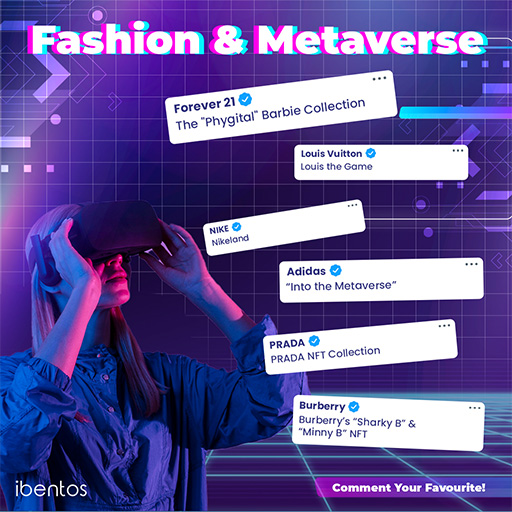 Fashion & Metaverse
Forever 21
The "Phygital" Barbie Collection
Louis Vuitton
Louis the Game
NIKE
Nikeland
Adidas
“Into the Metaverse”
PRADA
PRADA NFT Collection
Burberry
Burberry’s “Sharky B” &
“Minny B” NFT
ibentos
Comment Your Favourite!